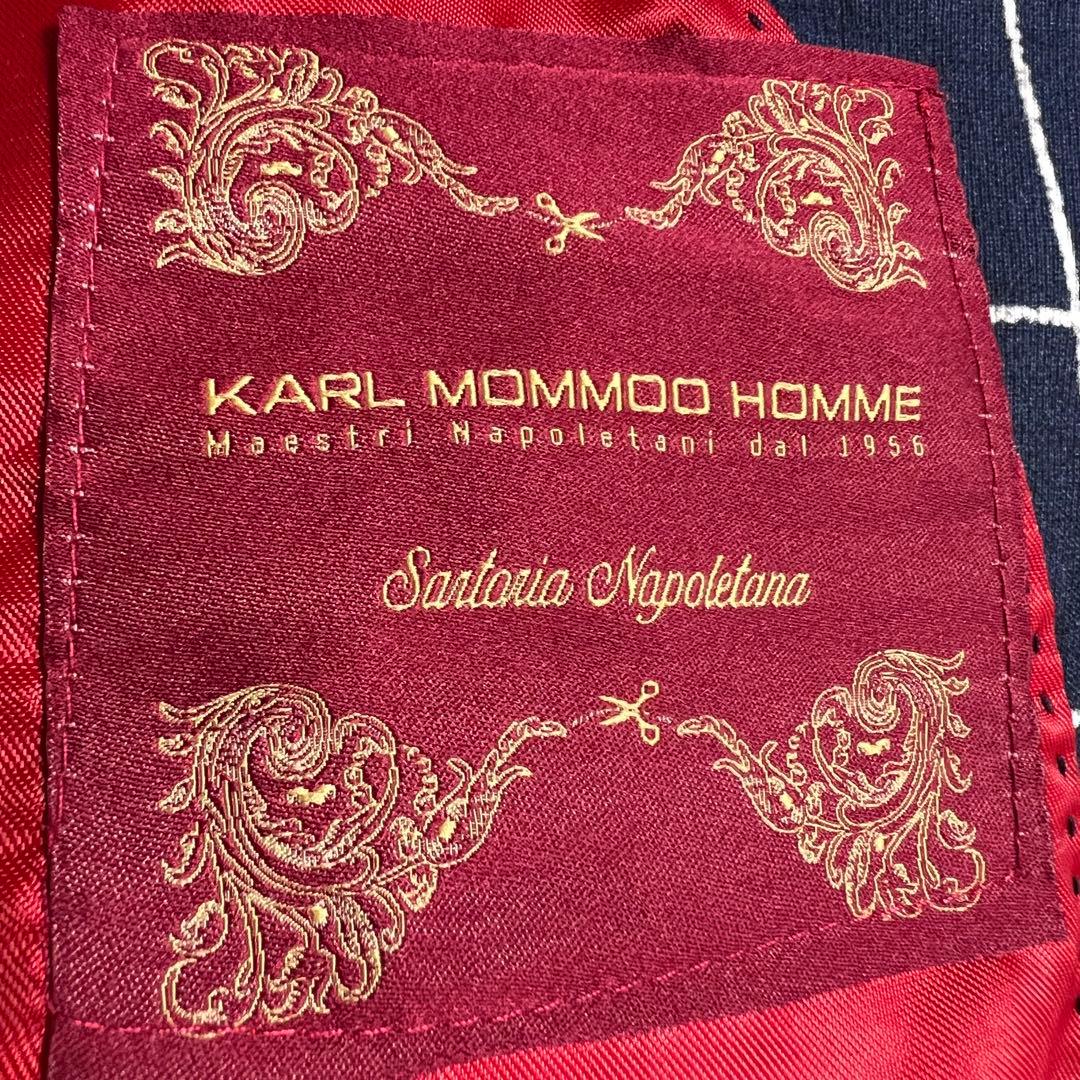 KARL MOMMOO HOMME
Maestri Napoletani dal 1956
Sartoria Napoletana